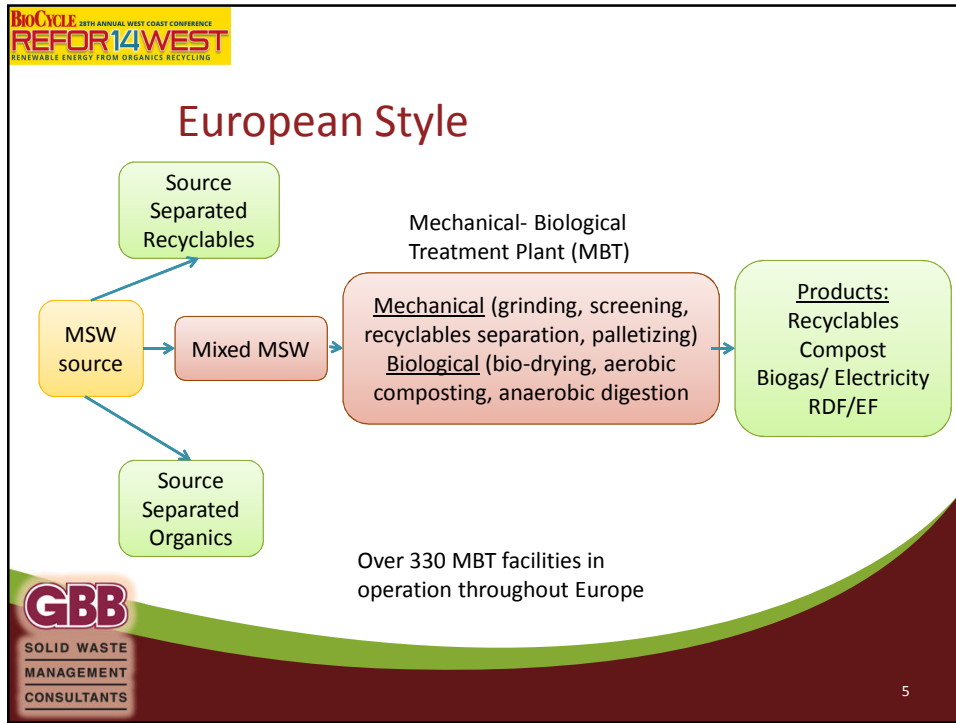 BIOCYCLE 28TH ANNUAL WEST COAST CONFERENCE
REFOR14WEST
RENEWABLE ENERGY FROM ORGANICS RECYCLING
European Style
Source
Separated
Recyclables
Mechanical- Biological
Treatment Plant (MBT)
MSW
source
Mixed MSW
Mechanical (grinding, screening,
recyclables separation, palletizing)
Biological (bio-drying, aerobic
composting, anaerobic digestion
Products:
Recyclables
Compost
Biogas/ Electricity
RDF/EF
Source
Separated
Organics
Over 330 MBT facilities in
operation throughout Europe
GBB
SOLID WASTE
MANAGEMENT
CONSULTANTS
5